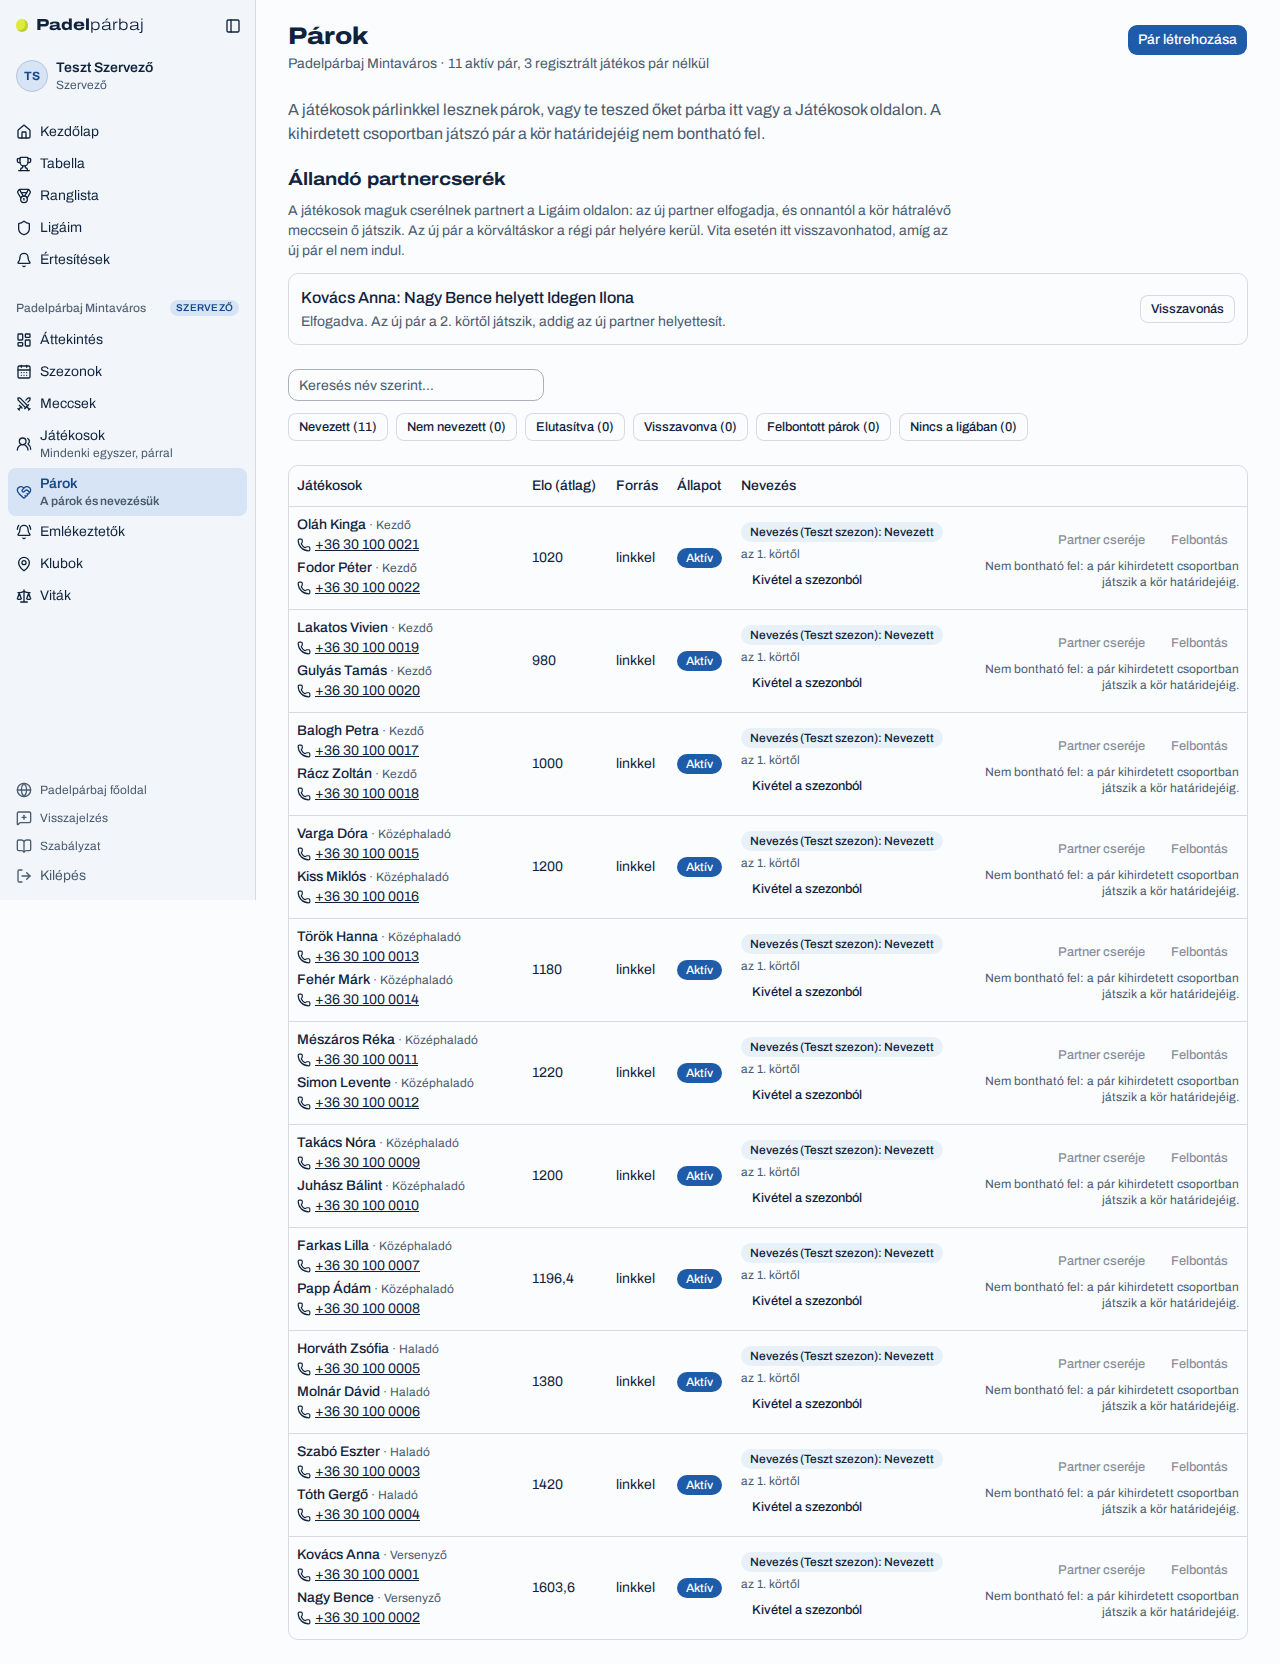 Padelpárbaj
TS
Teszt Szervező
Szervező
Kezdőlap
Tabella
Ranglista
Ligáim
Értesítések
Padelpárbaj Mintaváros SZERVEZŐ
Áttekintés
Szezonok
Meccsek
Játékosok
Mindenki egyszer, párral
Párok
A párok és nevezésük
Emlékeztetők
Klubok
Viták
Padelpárbaj főoldal
Visszajelzés
Szabályzat
Kilépés
Párok
Padelpárbaj Mintaváros · 11 aktív pár, 3 regisztrált játékos pár nélkül
Pár létrehozása
A játékosok párlinkkel lesznek párok, vagy te teszed őket párba itt vagy a Játékosok oldalon. A
kihirdetett csoportban játszó pár a kör határidejéig nem bontható fel.
Állandó partnercserék
A játékosok maguk cserélnek partnert a Ligáim oldalon: az új partner elfogadja, és onnantól a kör hátralévő
meccsein ő játszik. Az új pár a körváltáskor a régi pár helyére kerül. Vita esetén itt visszavonhatod, amíg az
új pár el nem indul.
Kovács Anna: Nagy Bence helyett Idegen Ilona
Elfogadva. Az új pár a 2. körtől játszik, addig az új partner helyettesít.
Visszavonás
Keresés név szerint...
Nevezett (11) Nem nevezett (0) Elutasítva (0) Visszavonva (0) Felbontott párok (0) Nincs a ligában (0)
Játékosok Elo (átlag) Forrás Állapot Nevezés
Oláh Kinga · Kezdő
+36 30 100 0021
Fodor Péter · Kezdő
+36 30 100 0022
1020 linkkel Aktív
Nevezés (Teszt szezon): Nevezett
az 1. körtől
Kivétel a szezonból
Partner cseréje Felbontás
Nem bontható fel: a pár kihirdetett csoportban
játszik a kör határidejéig.
Lakatos Vivien · Kezdő
+36 30 100 0019
Gulyás Tamás · Kezdő
+36 30 100 0020
980 linkkel Aktív
Nevezés (Teszt szezon): Nevezett
az 1. körtől
Kivétel a szezonból
Partner cseréje Felbontás
Nem bontható fel: a pár kihirdetett csoportban
játszik a kör határidejéig.
Balogh Petra · Kezdő
+36 30 100 0017
Rácz Zoltán · Kezdő
+36 30 100 0018
1000 linkkel Aktív
Nevezés (Teszt szezon): Nevezett
az 1. körtől
Kivétel a szezonból
Partner cseréje Felbontás
Nem bontható fel: a pár kihirdetett csoportban
játszik a kör határidejéig.
Varga Dóra · Középhaladó
+36 30 100 0015
Kiss Miklós · Középhaladó
+36 30 100 0016
1200 linkkel Aktív
Nevezés (Teszt szezon): Nevezett
az 1. körtől
Kivétel a szezonból
Partner cseréje Felbontás
Nem bontható fel: a pár kihirdetett csoportban
játszik a kör határidejéig.
Török Hanna · Középhaladó
+36 30 100 0013
Fehér Márk · Középhaladó
+36 30 100 0014
1180 linkkel Aktív
Nevezés (Teszt szezon): Nevezett
az 1. körtől
Kivétel a szezonból
Partner cseréje Felbontás
Nem bontható fel: a pár kihirdetett csoportban
játszik a kör határidejéig.
Mészáros Réka · Középhaladó
+36 30 100 0011
Simon Levente · Középhaladó
+36 30 100 0012
1220 linkkel Aktív
Nevezés (Teszt szezon): Nevezett
az 1. körtől
Kivétel a szezonból
Partner cseréje Felbontás
Nem bontható fel: a pár kihirdetett csoportban
játszik a kör határidejéig.
Takács Nóra · Középhaladó
+36 30 100 0009
Juhász Bálint · Középhaladó
+36 30 100 0010
1200 linkkel Aktív
Nevezés (Teszt szezon): Nevezett
az 1. körtől
Kivétel a szezonból
Partner cseréje Felbontás
Nem bontható fel: a pár kihirdetett csoportban
játszik a kör határidejéig.
Farkas Lilla · Középhaladó
+36 30 100 0007
Papp Ádám · Középhaladó
+36 30 100 0008
1196,4 linkkel Aktív
Nevezés (Teszt szezon): Nevezett
az 1. körtől
Kivétel a szezonból
Partner cseréje Felbontás
Nem bontható fel: a pár kihirdetett csoportban
játszik a kör határidejéig.
Horváth Zsófia · Haladó
+36 30 100 0005
Molnár Dávid · Haladó
+36 30 100 0006
1380 linkkel Aktív
Nevezés (Teszt szezon): Nevezett
az 1. körtől
Kivétel a szezonból
Partner cseréje Felbontás
Nem bontható fel: a pár kihirdetett csoportban
játszik a kör határidejéig.
Szabó Eszter · Haladó
+36 30 100 0003
Tóth Gergő · Haladó
+36 30 100 0004
1420 linkkel Aktív
Nevezés (Teszt szezon): Nevezett
az 1. körtől
Kivétel a szezonból
Partner cseréje Felbontás
Nem bontható fel: a pár kihirdetett csoportban
játszik a kör határidejéig.
Kovács Anna · Versenyző
+36 30 100 0001
Nagy Bence · Versenyző
+36 30 100 0002
1603,6 linkkel Aktív
Nevezés (Teszt szezon): Nevezett
az 1. körtől
Kivétel a szezonból
Partner cseréje Felbontás
Nem bontható fel: a pár kihirdetett csoportban
játszik a kör határidejéig.